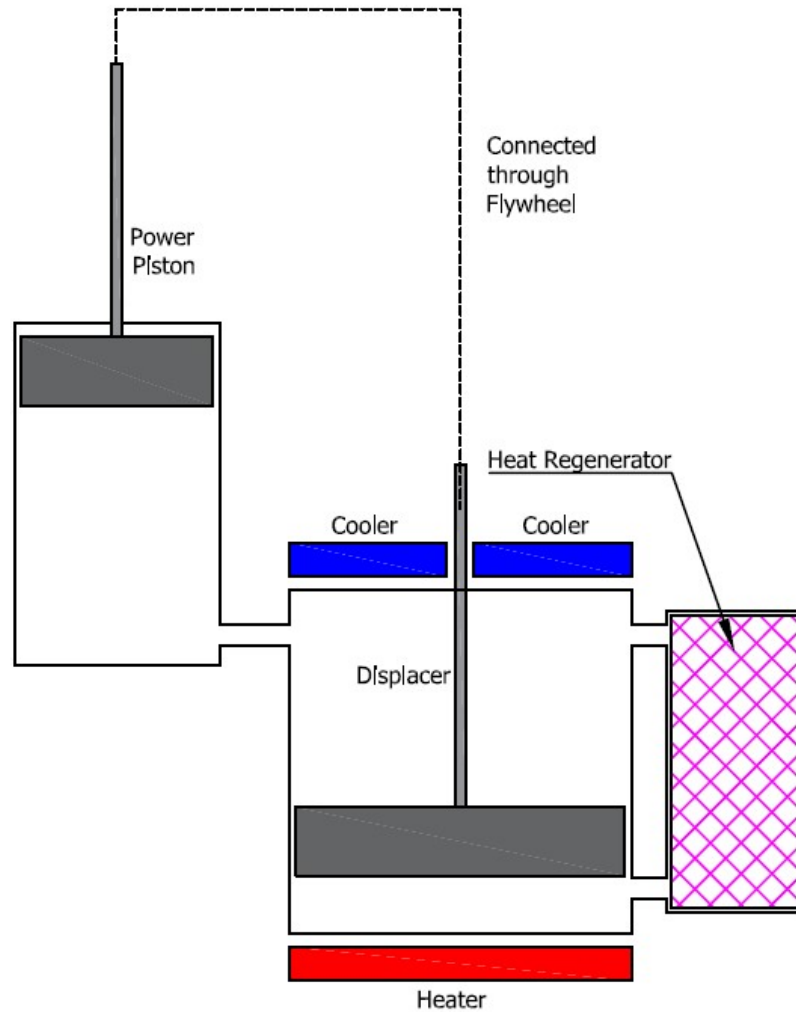 Connected
through
Flywheel
Power
Piston
Heat Regenerator
Cooler
Cooler
Displacer
Heater